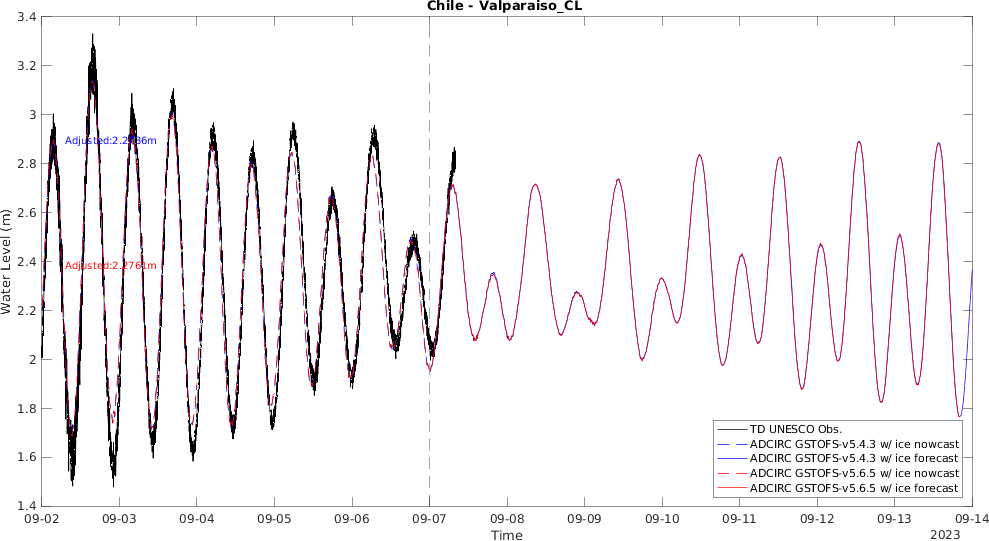 Chile - Valparaiso_CL
3.4
3.2
3
2.8
2.6
2.4
2.2
2
1.8
1.6
1.4
Water Level (m)
Adjusted:2.2761m
09-02
09-03
09-04
09-05
09-06
09-07
09-08
09-09
09-10
09-11
09-12
09-13
09-14
Time
2023
TD UNESCO Obs.
ADCIRC GSTOFS-v5.4.3 w/ ice nowcast
ADCIRC GSTOFS-v5.4.3 w/ ice forecast
ADCIRC GSTOFS-v5.6.5 w/ ice nowcast
ADCIRC GSTOFS-v5.6.5 w/ ice forecast